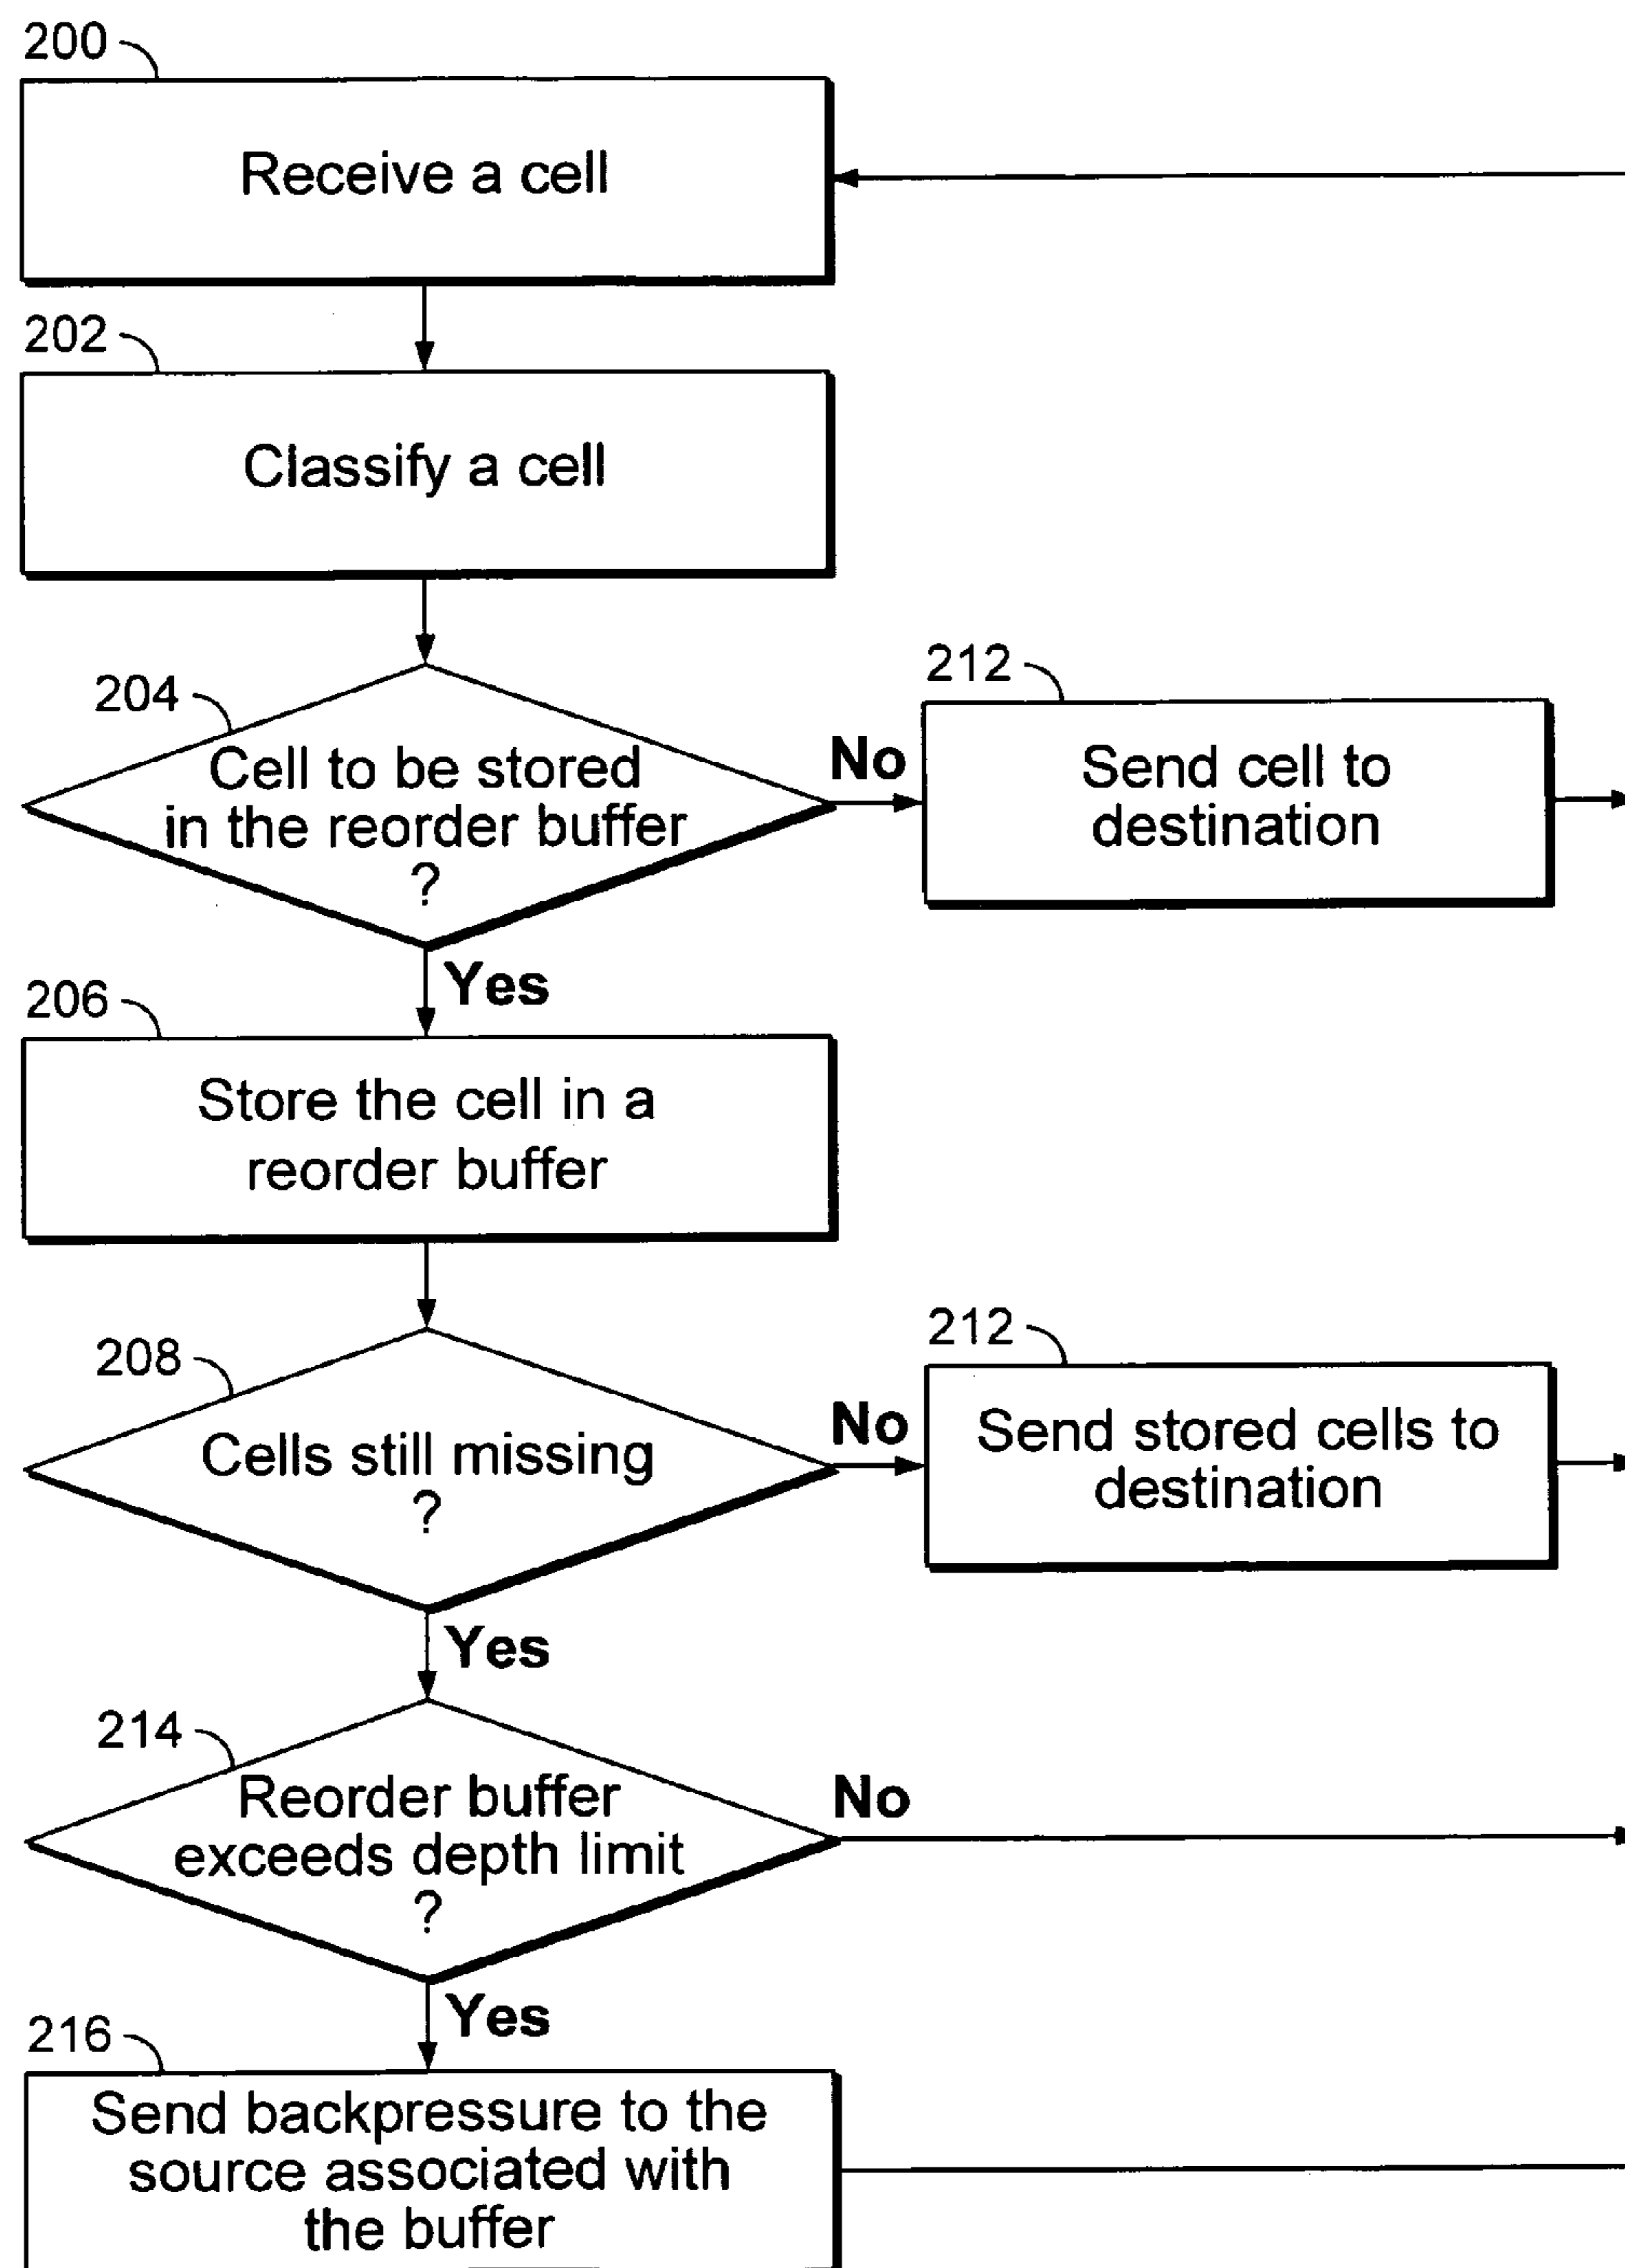 200
Receive a cell
202
Classify a cell
204
Cell to be stored
in the reorder buffer
?
No
212
Send cell to
destination
Yes
206
Store the cell in a
reorder buffer
208
Cells still missing
?
No
212
Send stored cells to
destination
Yes
214
Reorder buffer
exceeds depth limit
?
No
Yes
216
Send backpressure to the
source associated with
the buffer